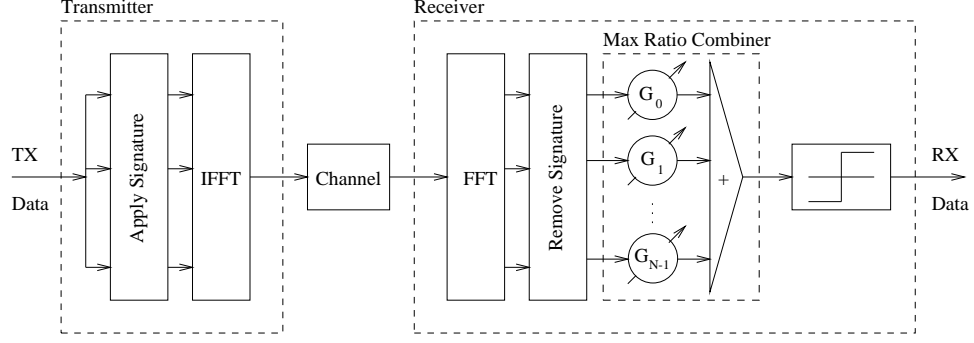 Transmitter
Receiver
Max Ratio Combiner
TX
Data
Apply Signature
IFFT
Channel
FFT
Remove Signature
G0
G1
GN-1
+
RX
Data